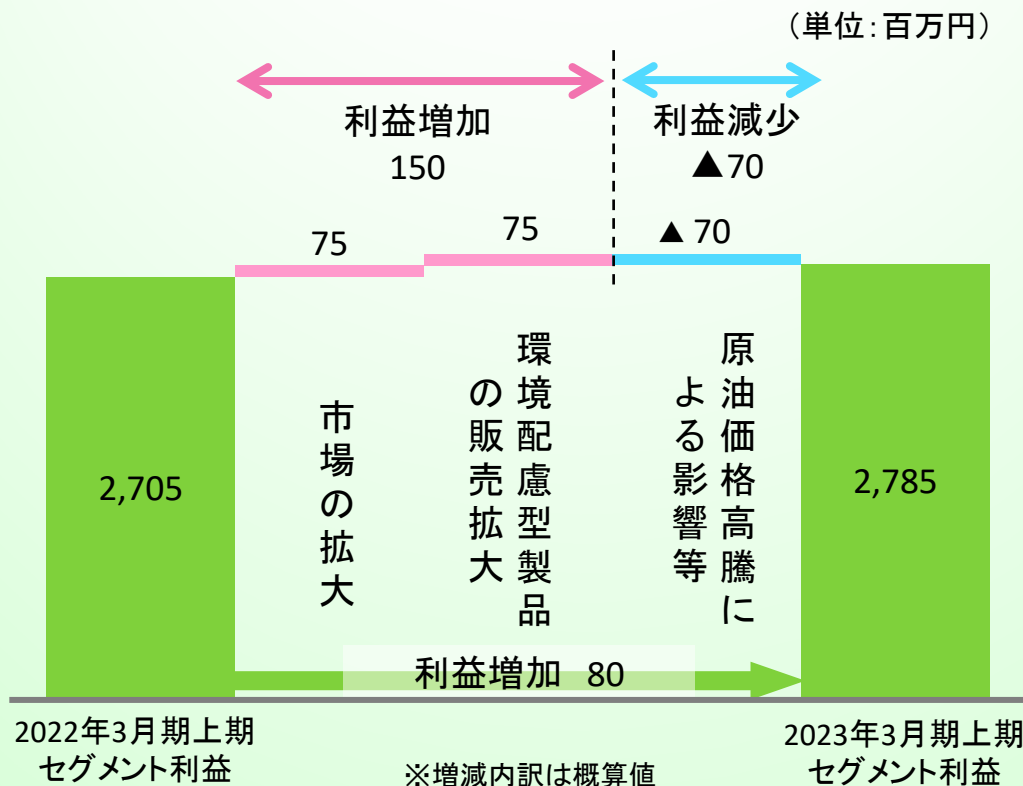 （単位：百万円）
利益増加
150
利益減少
▲70
75
75
▲ 70
2,705
市場の拡大
環境配慮型製品
の販売拡大
原油価格高騰に
よる影響等
2,785
利益増加 80
2022年3月期上期
セグメント利益
※増減内訳は概算値
2023年3月期上期
セグメント利益